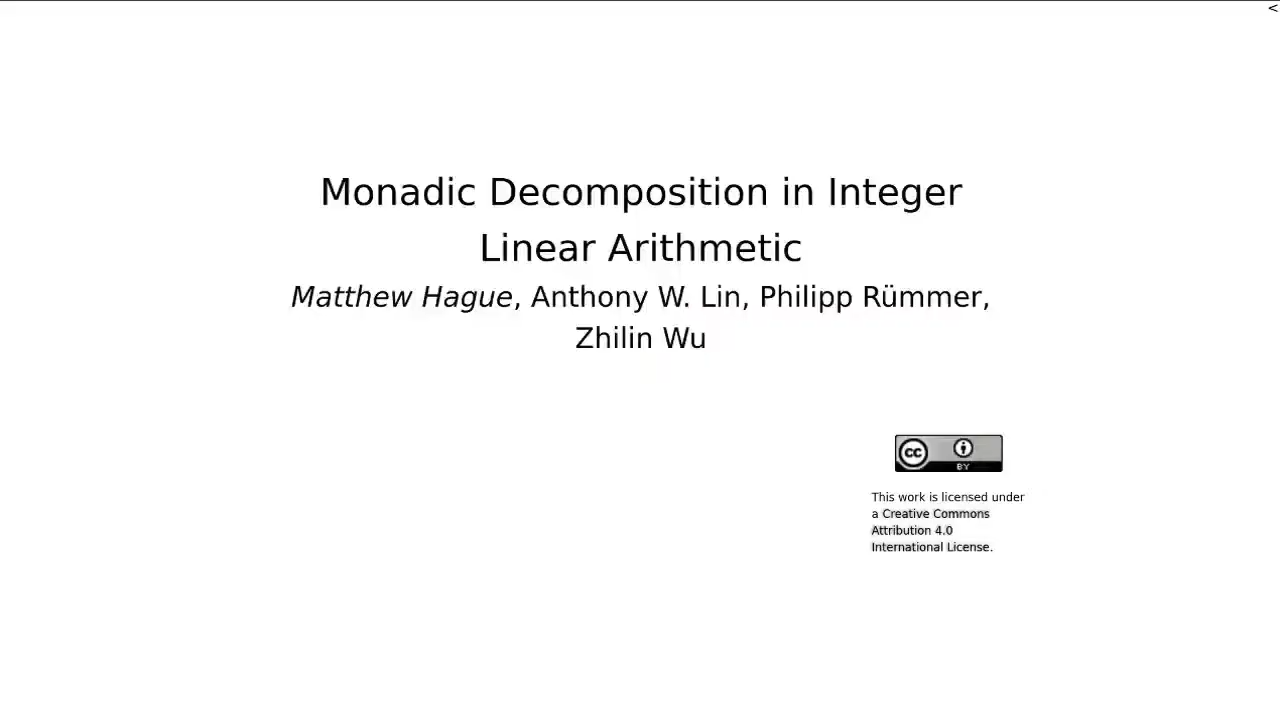 <
Monadic Decomposition in Integer
Linear Arithmetic
Matthew Hague, Anthony W. Lin, Philipp Rümmer,
Zhilin Wu
cc
BY
This work is licensed under
a Creative Commons
Attribution 4.0
International License.